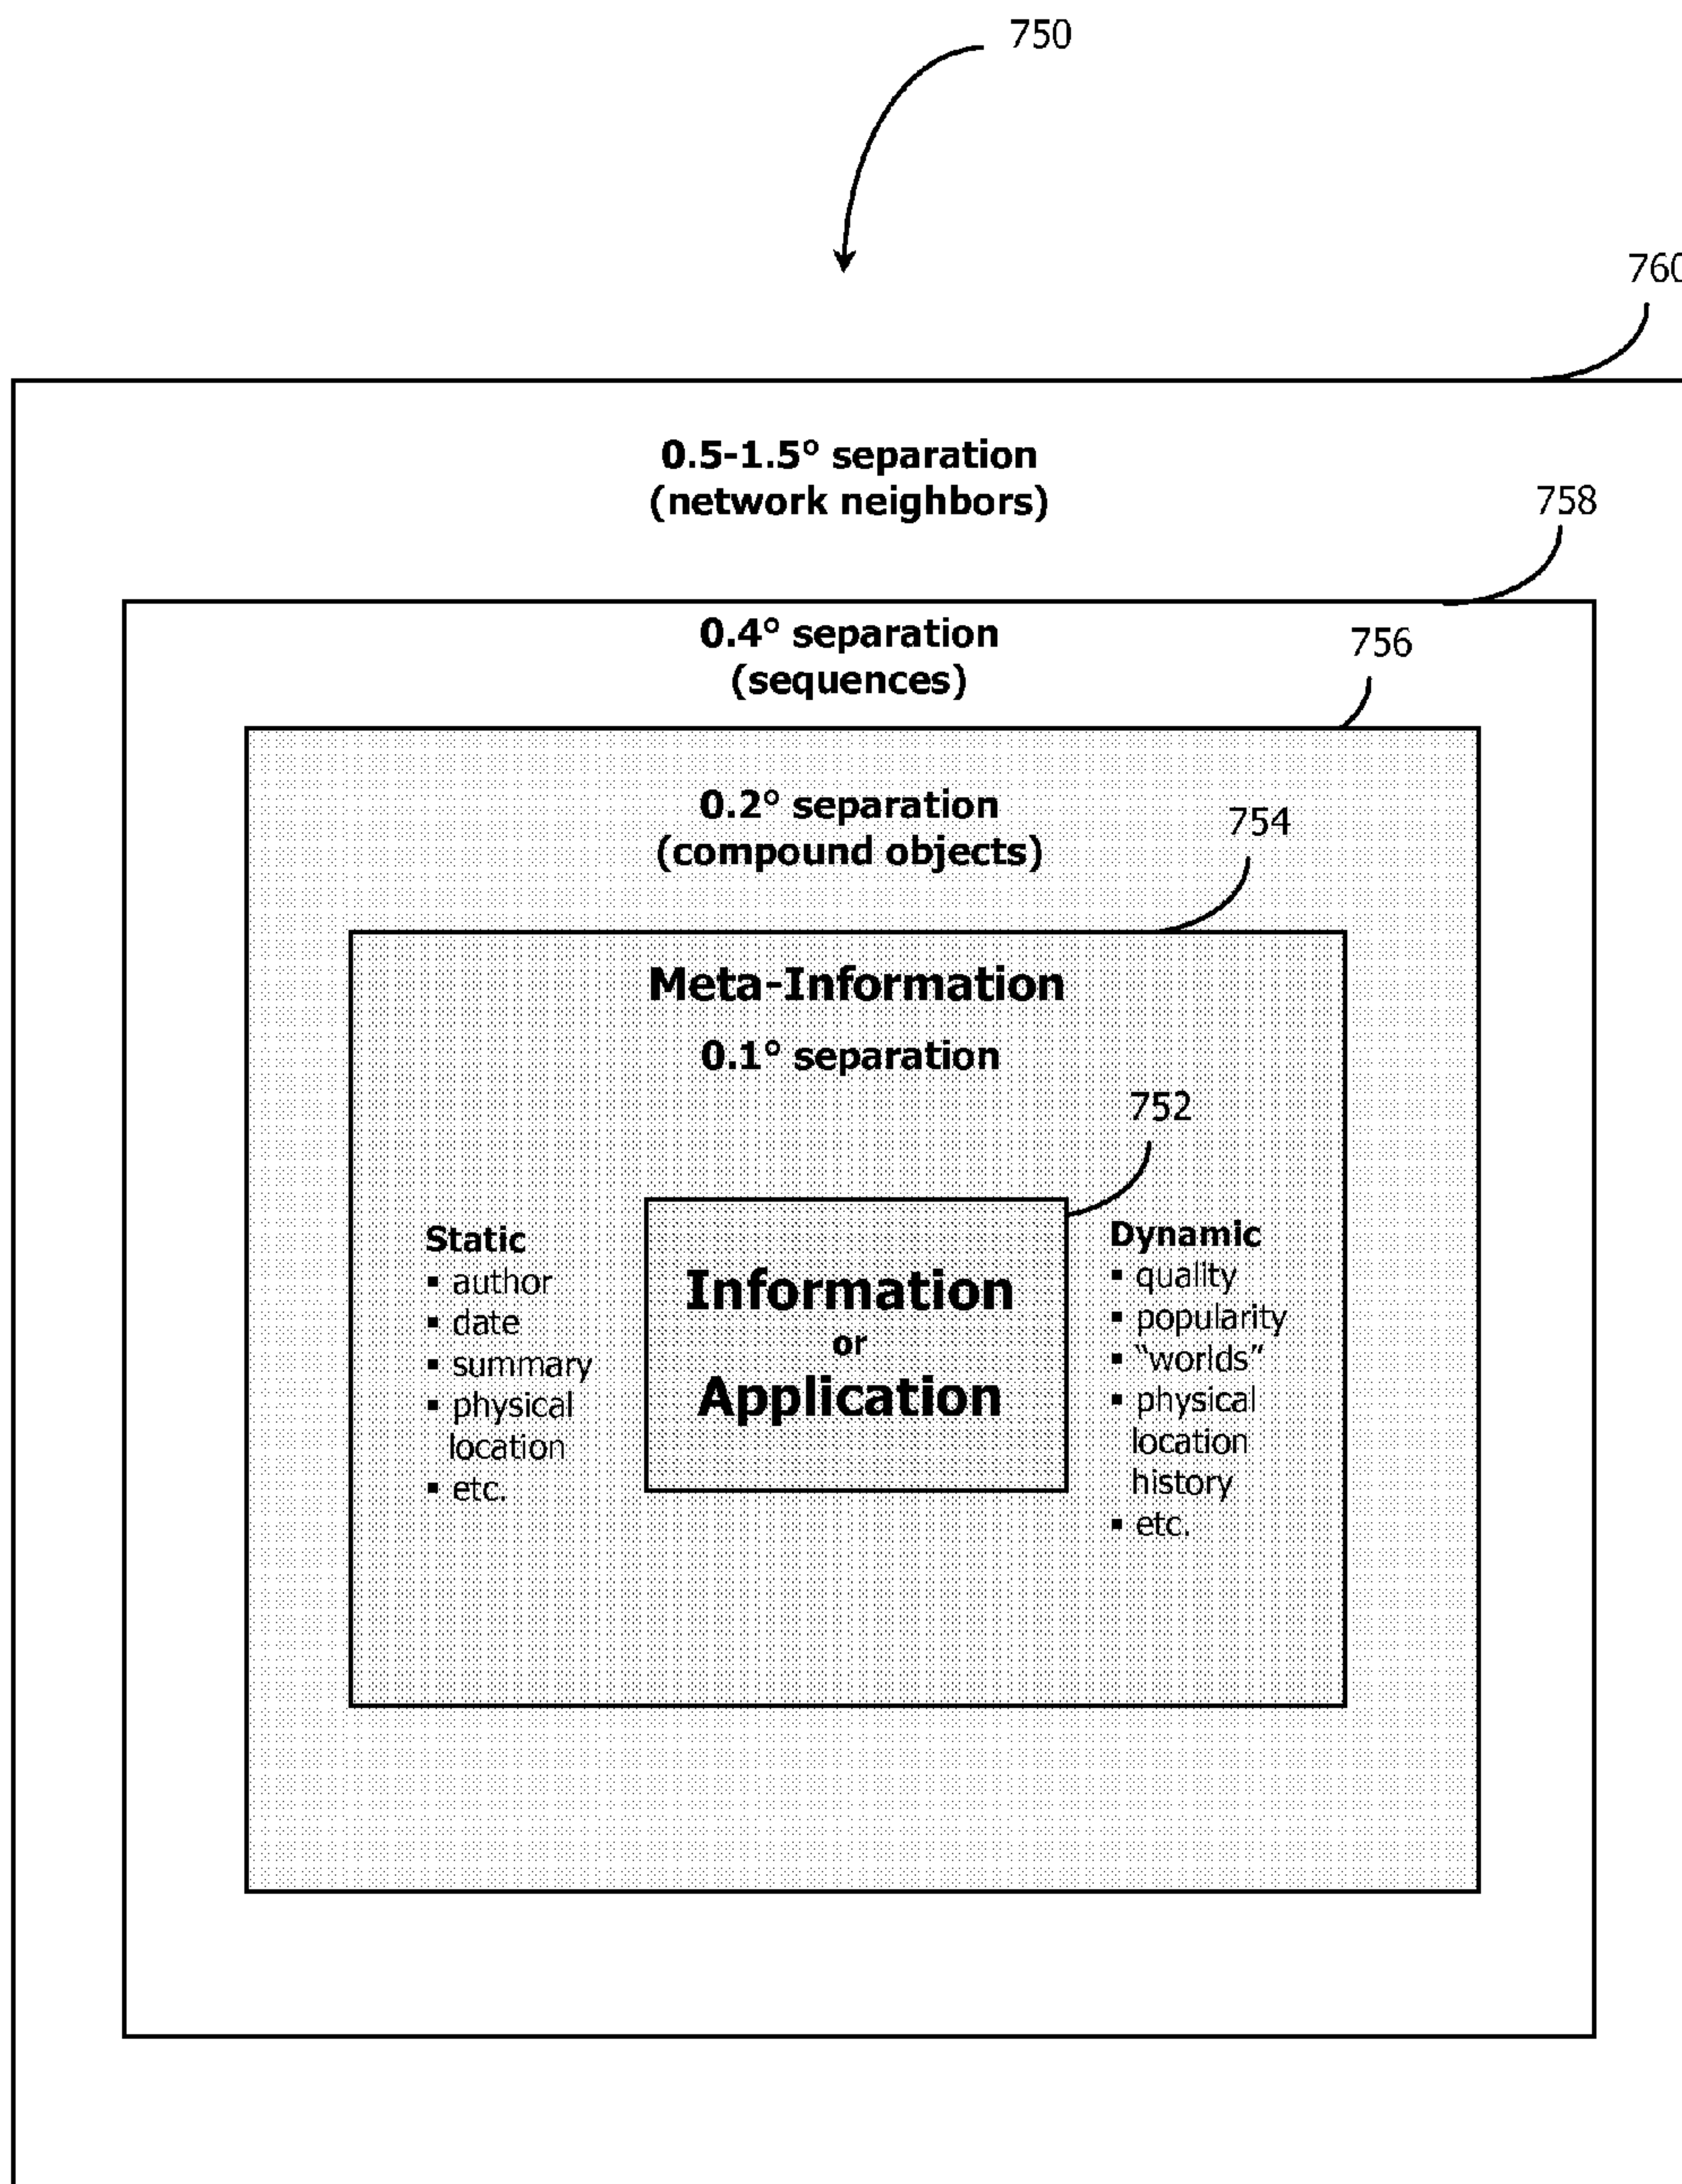 750
760
0.5-1.5° separation
(network neighbors)
758
0.4° separation
(sequences)
756
0.2° separation
(compound objects)
754
Meta-Information
0.1° separation
752
Static
▪ author
▪ date
▪ summary
▪ physical
location
▪ etc.
Information
or
Application
Dynamic
▪ quality
▪ popularity
▪ “worlds”
▪ physical
location
history
▪ etc.